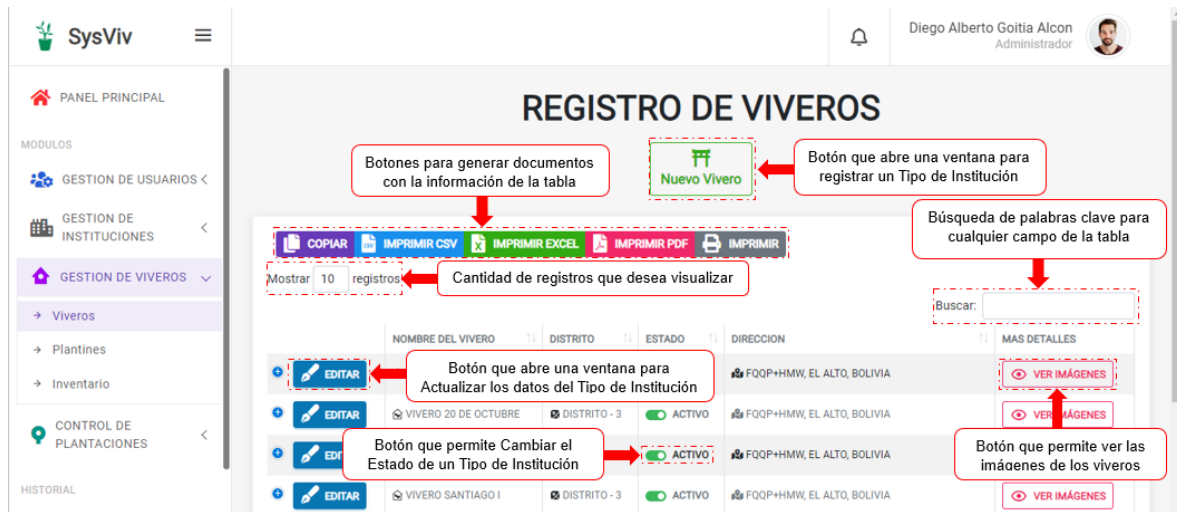 SysViv
Diego Alberto Goitia Alcon
Administrador
PANEL PRINCIPAL
MODULOS
GESTION DE USUARIOS
GESTION DE
INSTITUCIONES
GESTION DE VIVEROS
Viveros
Plantines
Inventario
CONTROL DE
PLANTACIONES
HISTORIAL
REGISTRO DE VIVEROS
Nuevo Vivero
Botones para generar documentos
con la información de la tabla
Botón que abre una ventana para
registrar un Tipo de Institución
Búsqueda de palabras clave para
cualquier campo de la tabla
COPIAR IMPRIMIR CSV IMPRIMIR EXCEL IMPRIMIR PDF IMPRIMIR
Mostrar 10 registros
Cantidad de registros que desea visualizar
Buscar:
NOMBRE DEL VIVERO DISTRITO ESTADO DIRECCION MAS DETALLES
EDITAR FQQP+HMW, EL ALTO, BOLIVIA VER IMÁGENES
Botón que abre una ventana para
Actualizar los datos del Tipo de Institución
EDITAR VIVERO 20 DE OCTUBRE DISTRITO - 3 ACTIVO FQQP+HMW, EL ALTO, BOLIVIA VER IMÁGENES
Botón que permite Cambiar el
Estado de un Tipo de Institución
ACTIVO FQQP+HMW, EL ALTO, BOLIVIA
Botón que permite ver las
imágenes de los viveros
EDITAR VIVERO SANTIAGO I DISTRITO - 3 ACTIVO FQQP+HMW, EL ALTO, BOLIVIA VER IMÁGENES